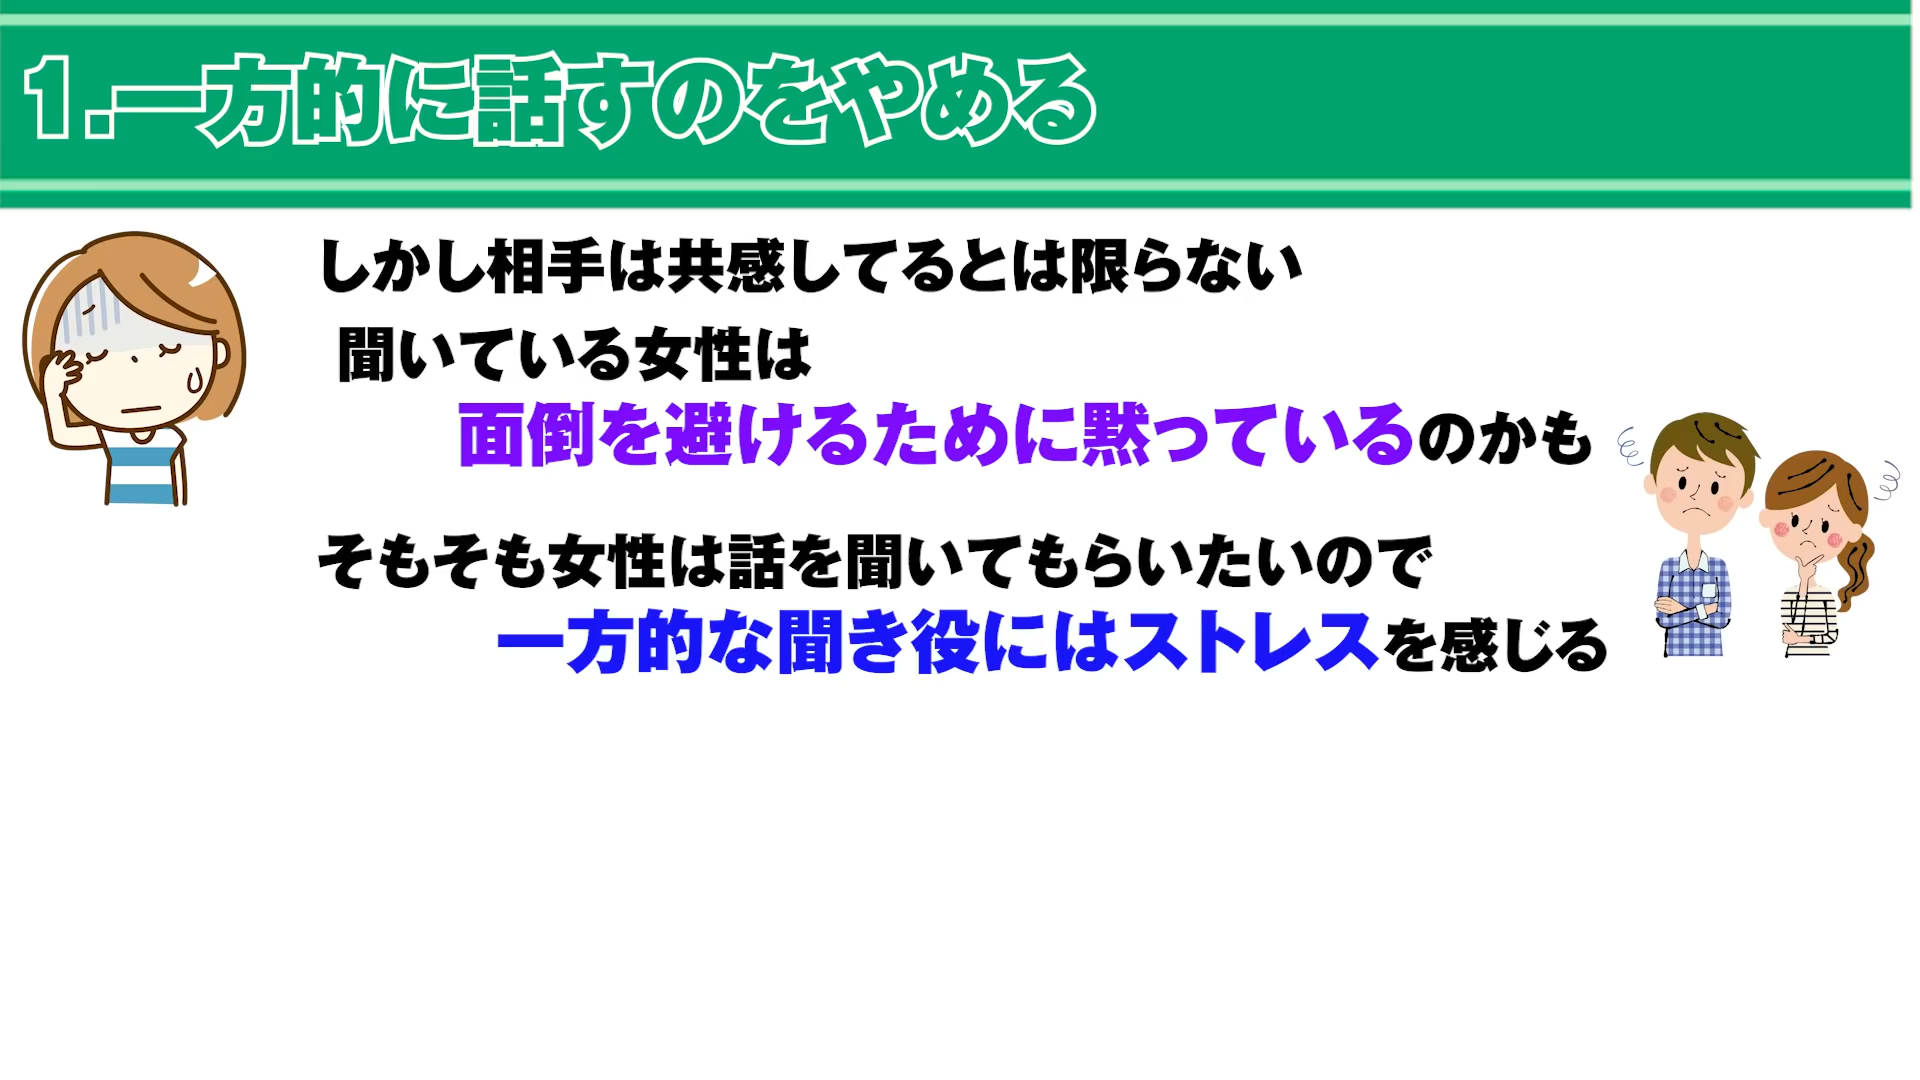 1.一方的に話すのをやめる
しかし相手は共感してるとは限らない
聞いている女性は
面倒を避けるために黙っているのかも
そもそも女性は話を聞いてもらいたいので
一方的な聞き役にはストレスを感じる